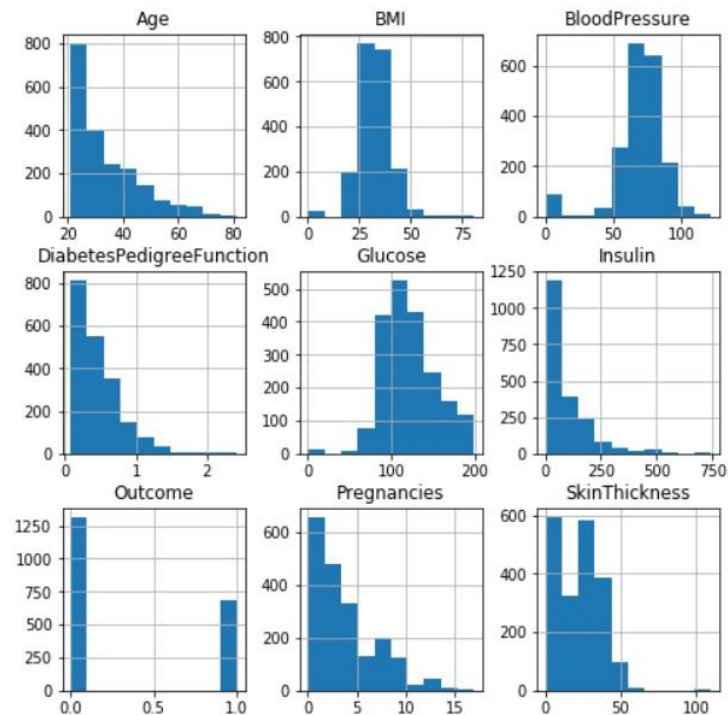 Age BMI BloodPressure
800 800
600 600 600
400 400 400
200 200 200
0 0 0
20 40 60 80 0 25 50 75 0 50 100
DiabetesPedigreeFunction Glucose Insulin
800 500 1250
600 400 1000
400 300 750
200 200 500
100 250
0 0 0
0 1 2 0 100 200 0 250 500 750
Outcome Pregnancies SkinThickness
1250 600 600
1000
750 400 400
500 200 200
250
0 0 0
0.0 0.5 1.0 0 5 10 15 0 50 100